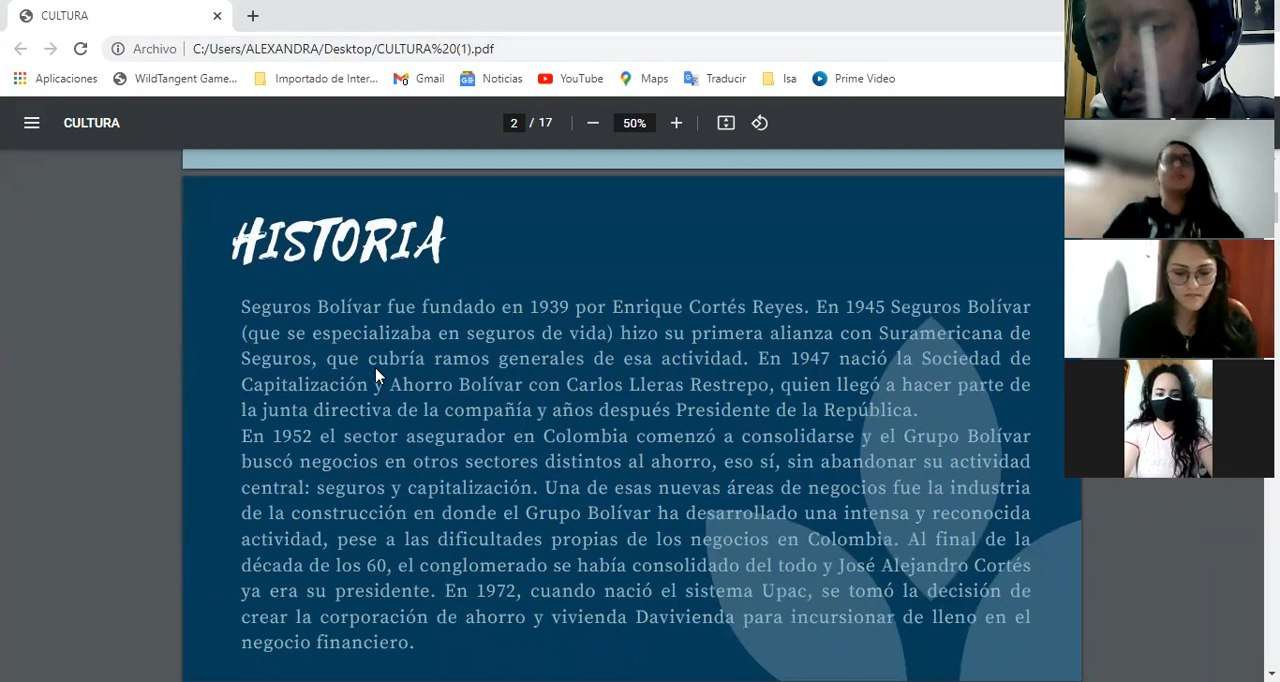 CULTURA
Archivo
C:/Users/ALEXANDRA/Desktop/CULTURA%20(1).pdf
Aplicaciones
WildTangent Game...
Importado de Inter...
Gmail
Noticias
YouTube
Maps
Traducir
Isa
Prime Video
CULTURA
2 / 17
50%
HISTORIA
Seguros Bolívar fue fundado en 1939 por Enrique Cortés Reyes. En 1945 Seguros Bolívar
(que se especializaba en seguros de vida) hizo su primera alianza con Suramericana de
Seguros, que cubría ramos generales de esa actividad. En 1947 nació la Sociedad de
Capitalización y Ahorro Bolívar con Carlos Lleras Restrepo, quien llegó a hacer parte de
la junta directiva de la compañía y años después Presidente de la República.
En 1952 el sector asegurador en Colombia comenzó a consolidarse y el Grupo Bolívar
buscó negocios en otros sectores distintos al ahorro, eso sí, sin abandonar su actividad
central: seguros y capitalización. Una de esas nuevas áreas de negocios fue la industria
de la construcción en donde el Grupo Bolívar ha desarrollado una intensa y reconocida
actividad, pese a las dificultades propias de los negocios en Colombia. Al final de la
década de los 60, el conglomerado se había consolidado del todo y José Alejandro Cortés
ya era su presidente. En 1972, cuando nació el sistema Upac, se tomó la decisión de
crear la corporación de ahorro y vivienda Davivienda para incursionar de lleno en el
negocio financiero.